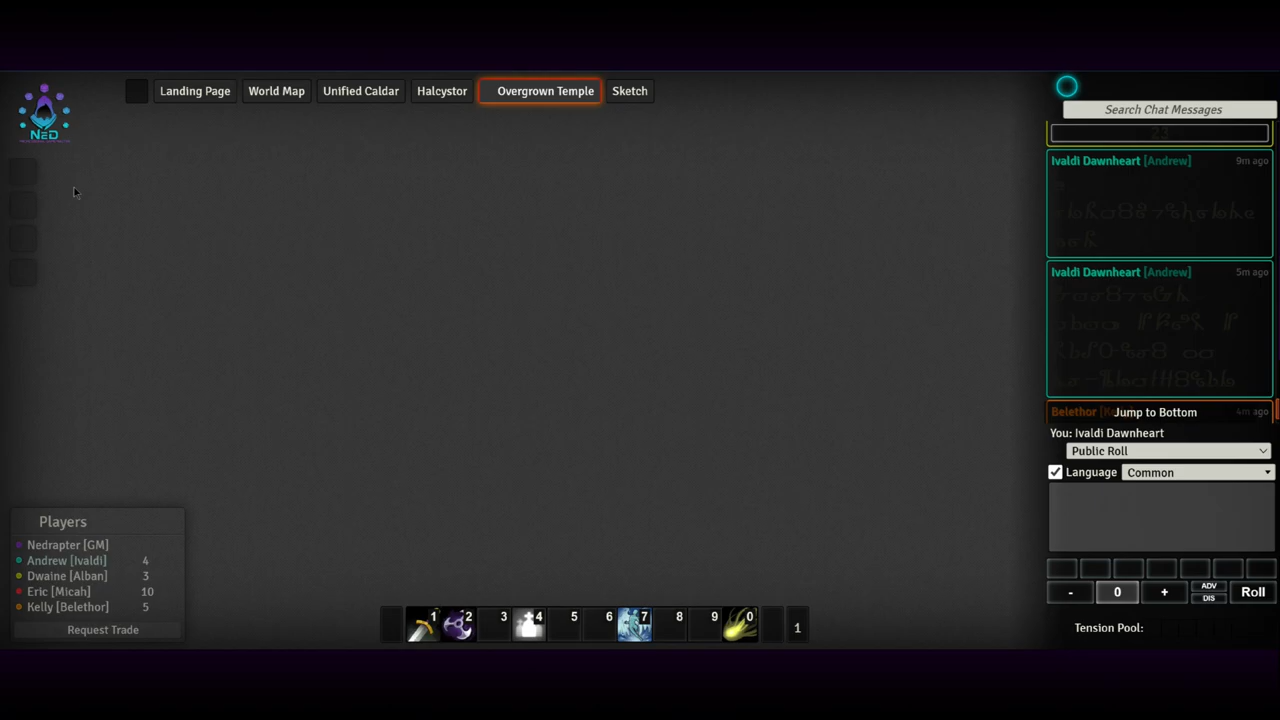 NED
Landing Page
World Map
Unified Caldar
Halcystor
Overgrown Temple
Sketch
Search Chat Messages
23
Ivaldi Dawnheart [Andrew] 9m ago
Ivaldi Dawnheart [Andrew] 5m ago
Belethor Jump to Bottom 4m ago
You: Ivaldi Dawnheart
Public Roll
Language Common
- 0 + ADV DIS Roll
Tension Pool:
Players
Nedrapter [GM]
Andrew [Ivaldi] 4
Dwaine [Alban] 3
Eric [Micah] 10
Kelly [Belethor] 5
Request Trade
1 2 3 4 5 6 7 8 9 0 1